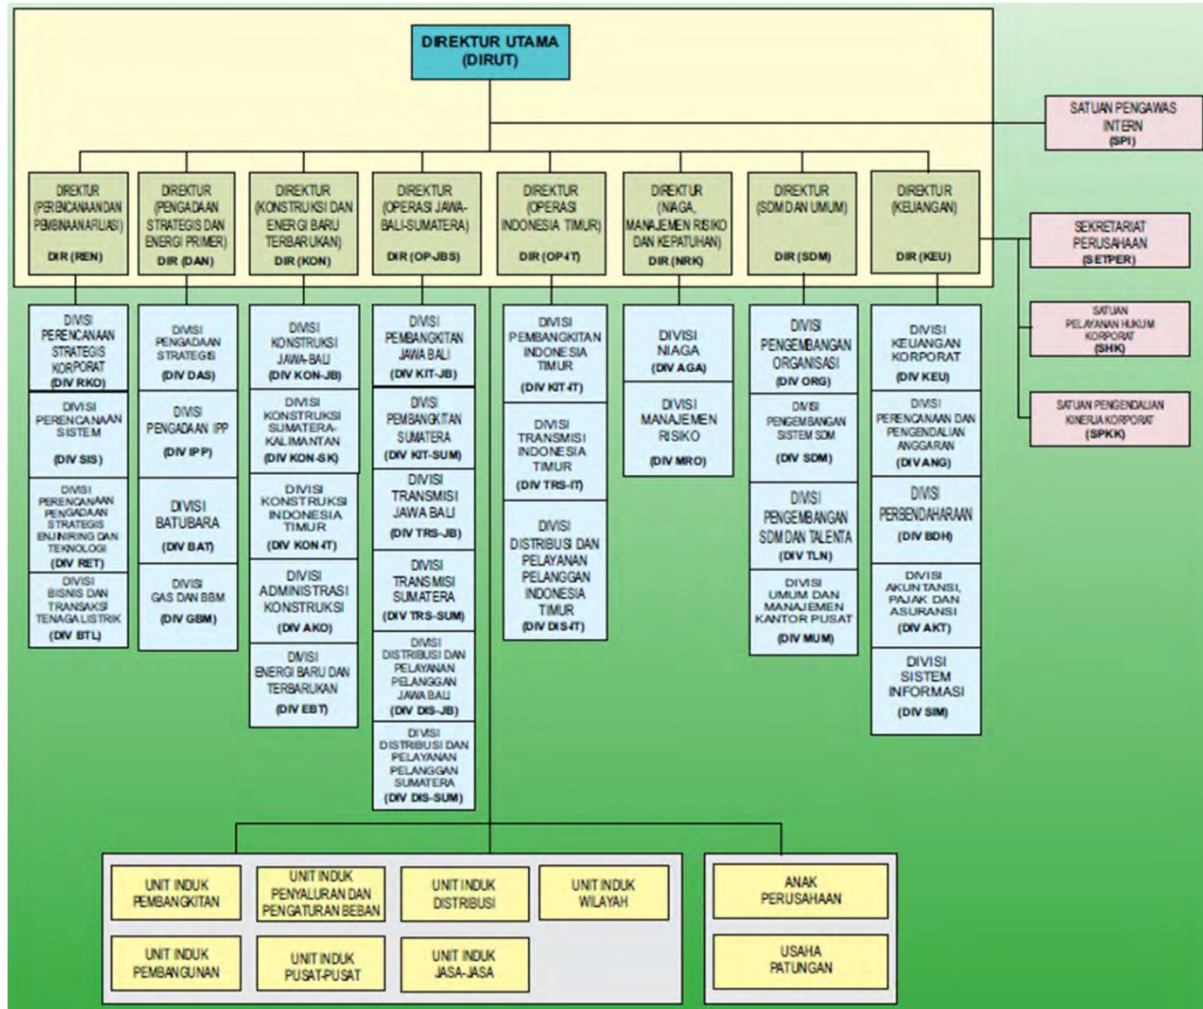 DIREKTUR UTAMA
(DIRUT)
SATUAN PENGAWAS
INTERN
(SPI)
DIREKTUR
(PERENCANAAN DAN
PEMBINAAN AFILIASI)
DIR (REN)
DIREKTUR
(PENGADAAN
STRATEGIS DAN
ENERGI PRIMER)
DIR (DAN)
DIREKTUR
(KONSTRUKSI DAN
ENERGI BARU
TERBARUKAN)
DIR (KON)
DIREKTUR
(OPERASI JAWA-
BALI-SUMATERA)
DIR (OP-JBS)
DIREKTUR
(OPERASI
INDONESIA TIMUR)
DIR (OP-IT)
DIREKTUR
(NIAGA,
MANAJEMEN RISIKO
DAN KEPATUHAN)
DIR (NRK)
DIREKTUR
(SDM DAN UMUM)
DIR (SDM)
DIREKTUR
(KEUANGAN)
DIR (KEU)
SEKRETARIAT
PERUSAHAAN
(SETPER)
SATUAN
PELAYANAN HUKUM
KORPORAT
(SHK)
SATUAN PENGENDALIAN
KINERJA KORPORAT
(SPKK)
DIVISI
PERENCANAAN
STRATEGIS
KORPORAT
(DIV RKO)
DIVISI
PERENCANAAN
SISTEM
(DIV SIS)
DIVISI
PERENCANAAN
PENGADAAN
STRATEGIS
ENJINIRING DAN
TEKNOLOGI
(DIV RET)
DIVISI
BISNIS DAN
TRANSAKSI
TENAGA LISTRIK
(DIV BTL)
DIVISI
PENGADAAN
STRATEGIS
(DIV DAS)
DIVISI
PENGADAAN IPP
(DIV IPP)
DIVISI
BATUBARA
(DIV BAT)
DIVISI
GAS DAN BBM
(DIV GBM)
DIVISI
KONSTRUKSI
JAWA-BALI
(DIV KON-JB)
DIVISI
KONSTRUKSI
SUMATERA-
KALIMANTAN
(DIV KON-SK)
DIVISI
KONSTRUKSI
INDONESIA
TIMUR
(DIV KON-IT)
DIVISI
ADMINISTRASI
KONSTRUKSI
(DIV AKO)
DIVISI
ENERGI BARU DAN
TERBARUKAN
(DIV EBT)
DIVISI
PEMBANGKITAN
JAWA BALI
(DIV KIT-JB)
DIVISI
PEMBANGKITAN
SUMATERA
(DIV KIT-SUM)
DIVISI
TRANSMISI
JAWA BALI
(DIV TRS-JB)
DIVISI
TRANSMISI
SUMATERA
(DIV TRS-SUM)
DIVISI
DISTRIBUSI DAN
PELAYANAN
PELANGGAN
JAWA BALI
(DIV DIS-JB)
DIVISI
DISTRIBUSI DAN
PELAYANAN
PELANGGAN
SUMATERA
(DIV DIS-SUM)
DIVISI
PEMBANGKITAN
INDONESIA
TIMUR
(DIV KIT-IT)
DIVISI
TRANSMISI
INDONESIA
TIMUR
(DIV TRS-IT)
DIVISI
DISTRIBUSI DAN
PELAYANAN
PELANGGAN
INDONESIA
TIMUR
(DIV DIS-IT)
DIVISI
NIAGA
(DIV AGA)
DIVISI
MANAJEMEN
RISIKO
(DIV MRO)
DIVISI
PENGEMBANGAN
ORGANISASI
(DIV ORG)
DIVISI
PENGEMBANGAN
SISTEM SDM
(DIV SDM)
DIVISI
PENGEMBANGAN
SDM DAN TALENTA
(DIV TLN)
DIVISI
UMUM DAN
MANAJEMEN
KANTOR PUSAT
(DIV MUM)
DIVISI
KEUANGAN
KORPORAT
(DIV KEU)
DIVISI
PERENCANAAN DAN
PENGENDALIAN
ANGGARAN
(DIV ANG)
DIVISI
PERBENDAHARAAN
(DIV BDH)
DIVISI
AKUNTANSI,
PAJAK DAN
ASURANSI
(DIV AKT)
DIVISI
SISTEM
INFORMASI
(DIV SIM)
UNIT INDUK
PEMBANGKITAN
UNIT INDUK
PENYALURAN DAN
PENGATURAN BEBAN
UNIT INDUK
DISTRIBUSI
UNIT INDUK
WILAYAH
UNIT INDUK
PEMBANGUNAN
UNIT INDUK
PUSAT-PUSAT
UNIT INDUK
JASA-JASA
ANAK
PERUSAHAAN
USAHA
PATUNGAN